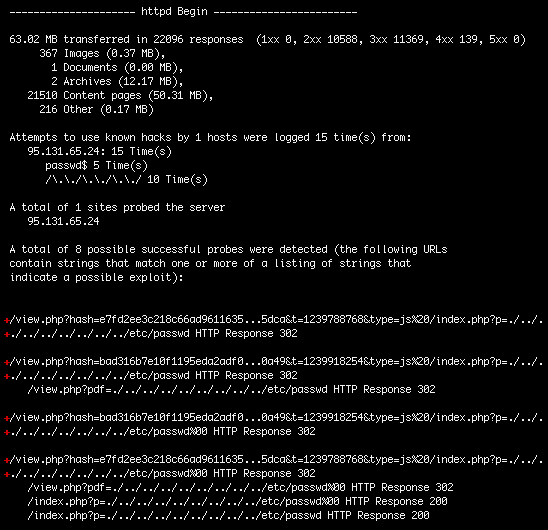 --------------------- httpd Begin ------------------------
63.02 MB transferred in 22096 responses  (1xx 0, 2xx 10588, 3xx 11369, 4xx 139, 5xx 0)
367 Images (0.37 MB),
1 Documents (0.00 MB),
2 Archives (12.17 MB),
21510 Content pages (50.31 MB),
216 Other (0.17 MB)
Attempts to use known hacks by 1 hosts were logged 15 time(s) from:
95.131.65.24: 15 Time(s)
passwd$ 5 Time(s)
/\.\./\.\./\.\./ 10 Time(s)
A total of 1 sites probed the server
95.131.65.24
A total of 8 possible successful probes were detected (the following URLs
contain strings that match one or more of a listing of strings that
indicate a possible exploit):
+/view.php?hash=e7fd2ee3c218c66ad9611635...5dca&t=1239788768&type=js%20/index.php?p=./../.
+./../../../../../../etc/passwd HTTP Response 302
+/view.php?hash=bad316b7e10f1195eda2adf0...0a49&t=1239918254&type=js%20/index.php?p=./../.
+./../../../../../../etc/passwd HTTP Response 302
/view.php?pdf=./../../../../../../../../etc/passwd HTTP Response 302
+/view.php?hash=bad316b7e10f1195eda2adf0...0a49&t=1239918254&type=js%20/index.php?p=./../.
+./../../../../../../etc/passwd%00 HTTP Response 302
+/view.php?hash=e7fd2ee3c218c66ad9611635...5dca&t=1239788768&type=js%20/index.php?p=./../.
+./../../../../../../etc/passwd%00 HTTP Response 302
/view.php?pdf=./../../../../../../../../etc/passwd%00 HTTP Response 302
/index.php?p=./../../../../../../../../etc/passwd%00 HTTP Response 200
/index.php?p=./../../../../../../../../etc/passwd HTTP Response 200